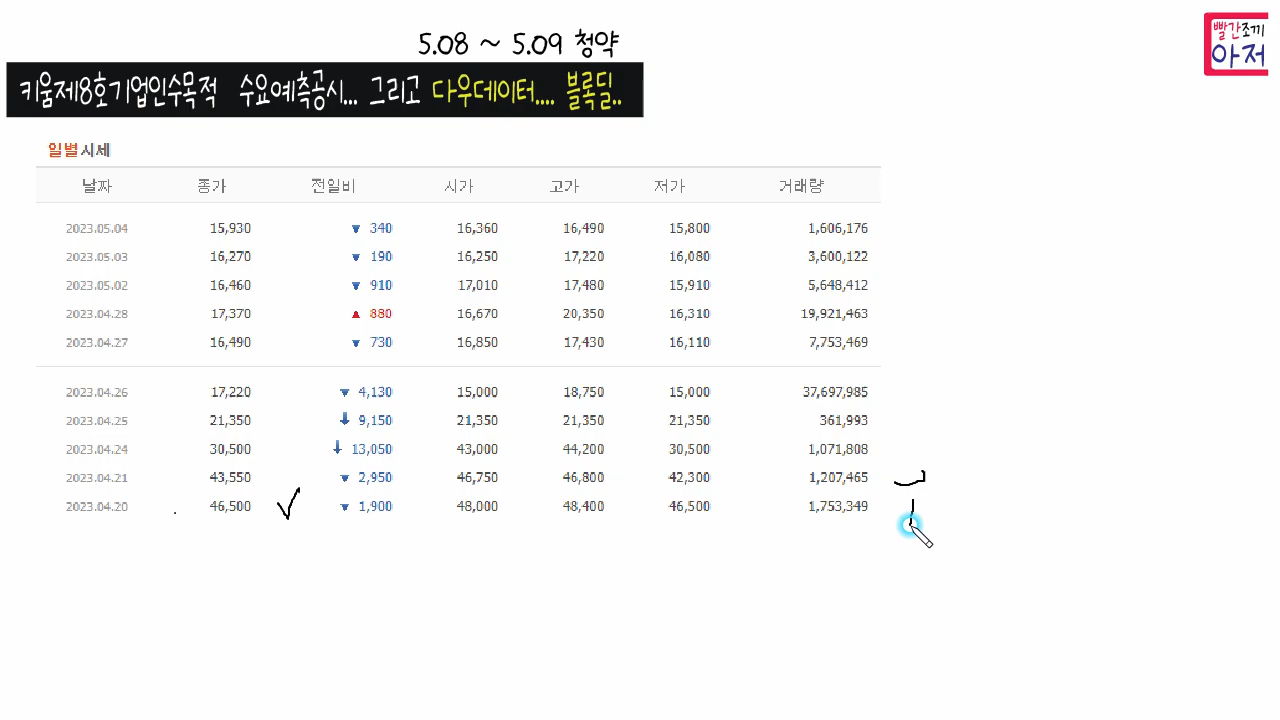 5.08 ~ 5.09 청약
빨간조끼
아저
키움제8호기업인수목적 수요예측공시... 그리고 다우데이터.... 블록딜..
일별시세
날짜 종가 전일비 시가 고가 저가 거래량
2023.05.04 15,930 ▼ 340 16,360 16,490 15,800 1,606,176
2023.05.03 16,270 ▼ 190 16,250 17,220 16,080 3,600,122
2023.05.02 16,460 ▼ 910 17,010 17,480 15,910 5,648,412
2023.04.28 17,370 ▲ 880 16,670 20,350 16,310 19,921,463
2023.04.27 16,490 ▼ 730 16,850 17,430 16,110 7,753,469
2023.04.26 17,220 ▼ 4,130 15,000 18,750 15,000 37,697,985
2023.04.25 21,350 ↓ 9,150 21,350 21,350 21,350 361,993
2023.04.24 30,500 ↓ 13,050 43,000 44,200 30,500 1,071,808
2023.04.21 43,550 ▼ 2,950 46,750 46,800 42,300 1,207,465
2023.04.20 46,500 ▼ 1,900 48,000 48,400 46,500 1,753,349